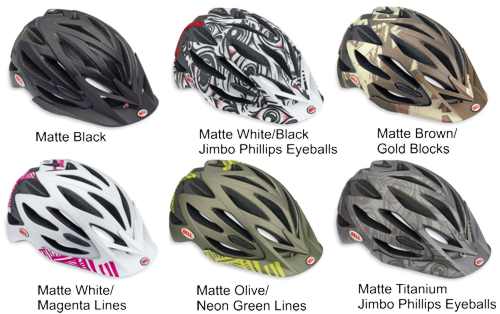 Matte Black
Matte White/Black
Jimbo Phillips Eyeballs
Matte Brown/
Gold Blocks
Matte White/
Magenta Lines
Matte Olive/
Neon Green Lines
Matte Titanium
Jimbo Phillips Eyeballs